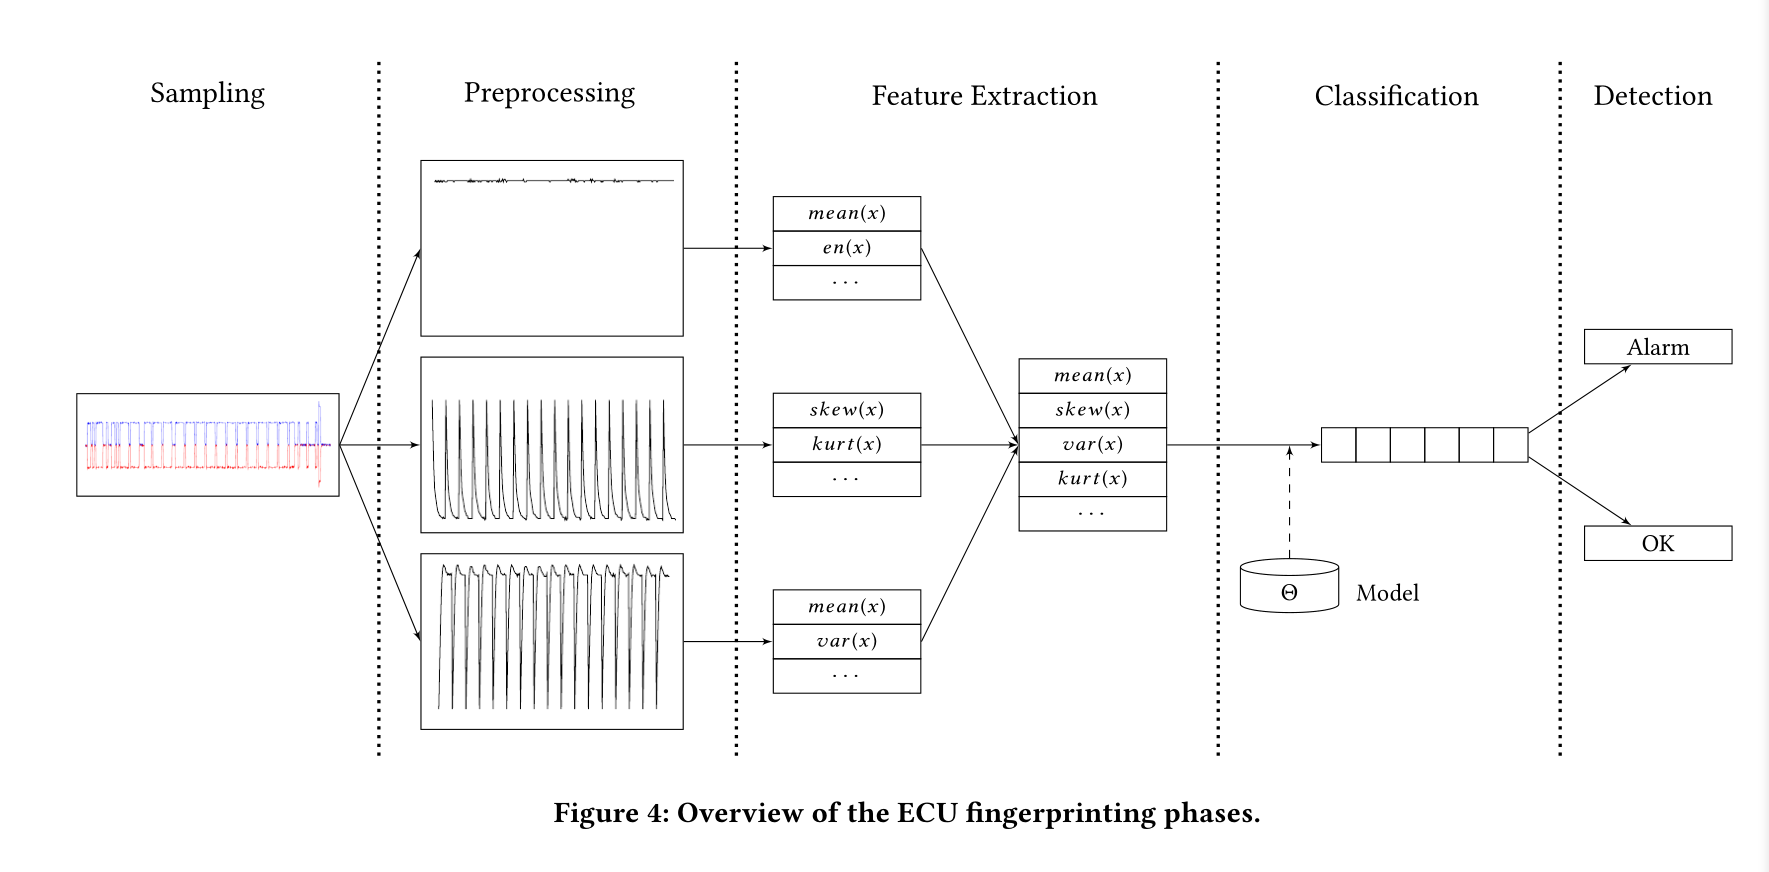 Sampling
Preprocessing
Feature Extraction
Classification
Detection
mean(x)
en(x)
...
skew(x)
kurt(x)
...
mean(x)
var(x)
...
mean(x)
skew(x)
var(x)
kurt(x)
...
Θ
Model
Alarm
OK
Figure 4: Overview of the ECU fingerprinting phases.